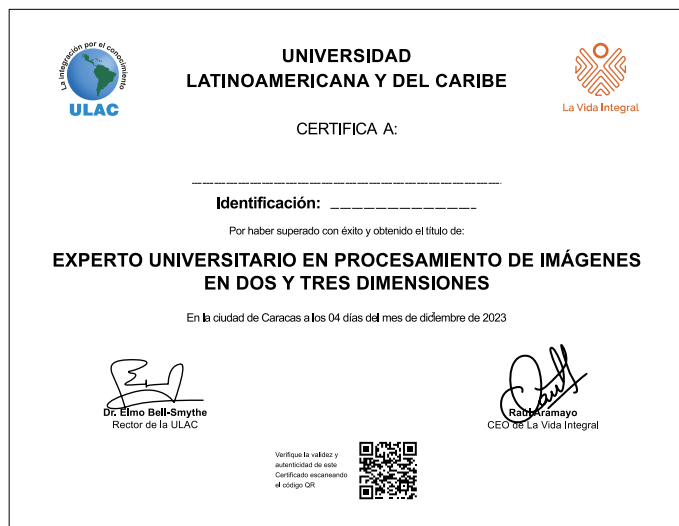 La integración por el conocimiento
ULAC
UNIVERSIDAD
LATINOAMERICANA Y DEL CARIBE
La Vida Integral
CERTIFICA A:
Identificación:
Por haber superado con éxito y obtenido el título de:
EXPERTO UNIVERSITARIO EN PROCESAMIENTO DE IMÁGENES
EN DOS Y TRES DIMENSIONES
En la ciudad de Caracas a los 04 días del mes de diciembre de 2023
Dr. Elmo Bell-Smythe
Rector de la ULAC
Raúl Aramayo
CEO de La Vida Integral
Verifique la validez y
autenticidad de este
Certificado escaneando
el código QR